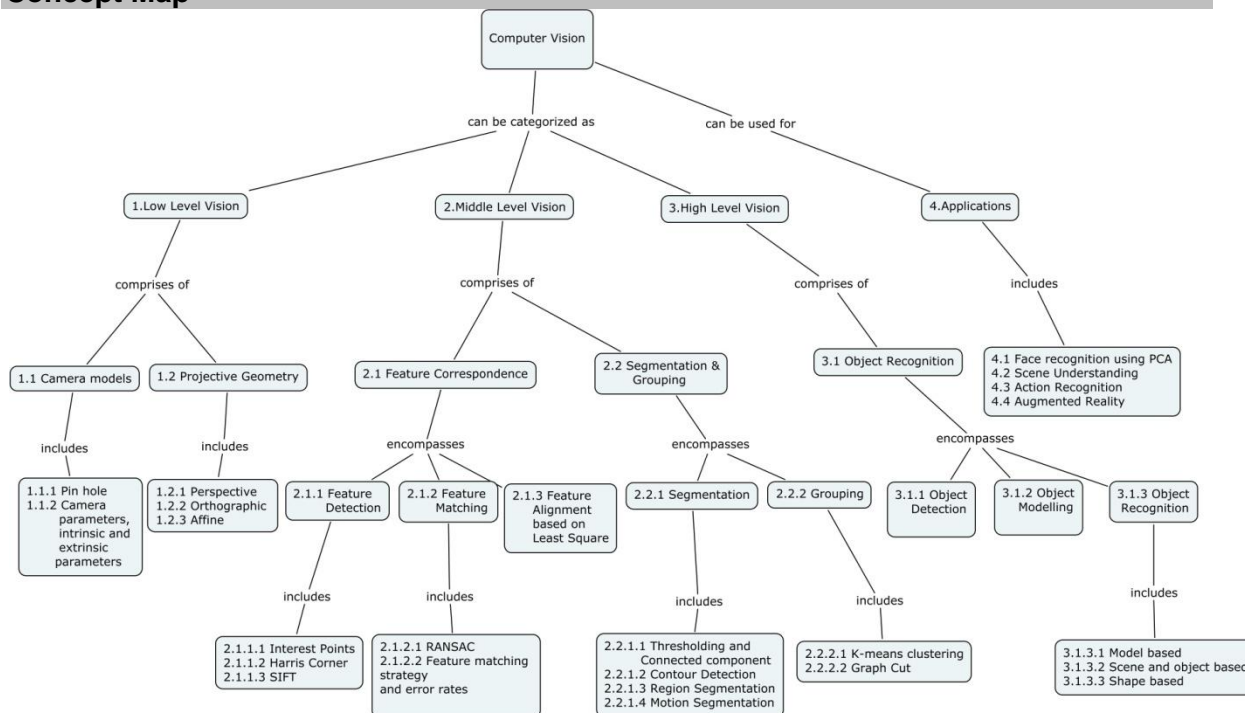 Concept Map
Computer Vision
can be categorized as
can be used for
1.Low Level Vision
2.Middle Level Vision
3.High Level Vision
4.Applications
comprises of
comprises of
comprises of
includes
1.1 Camera models
1.2 Projective Geometry
2.1 Feature Correspondence
2.2 Segmentation &
Grouping
3.1 Object Recognition
4.1 Face recognition using PCA
4.2 Scene Understanding
4.3 Action Recognition
4.4 Augmented Reality
includes
includes
encompasses
encompasses
encompasses
1.1.1 Pin hole
1.1.2 Camera
parameters,
intrinsic and
extrinsic
parameters
1.2.1 Perspective
1.2.2 Orthographic
1.2.3 Affine
2.1.1 Feature
Detection
2.1.2 Feature
Matching
2.1.3 Feature
Alignment
based on
Least Square
2.2.1 Segmentation
2.2.2 Grouping
3.1.1 Object
Detection
3.1.2 Object
Modelling
3.1.3 Object
Recognition
includes
includes
includes
includes
includes
2.1.1.1 Interest Points
2.1.1.2 Harris Corner
2.1.1.3 SIFT
2.1.2.1 RANSAC
2.1.2.2 Feature matching
strategy
and error rates
2.2.1.1 Thresholding and
Connected component
2.2.1.2 Contour Detection
2.2.1.3 Region Segmentation
2.2.1.4 Motion Segmentation
2.2.2.1 K-means clustering
2.2.2.2 Graph Cut
3.1.3.1 Model based
3.1.3.2 Scene and object based
3.1.3.3 Shape based